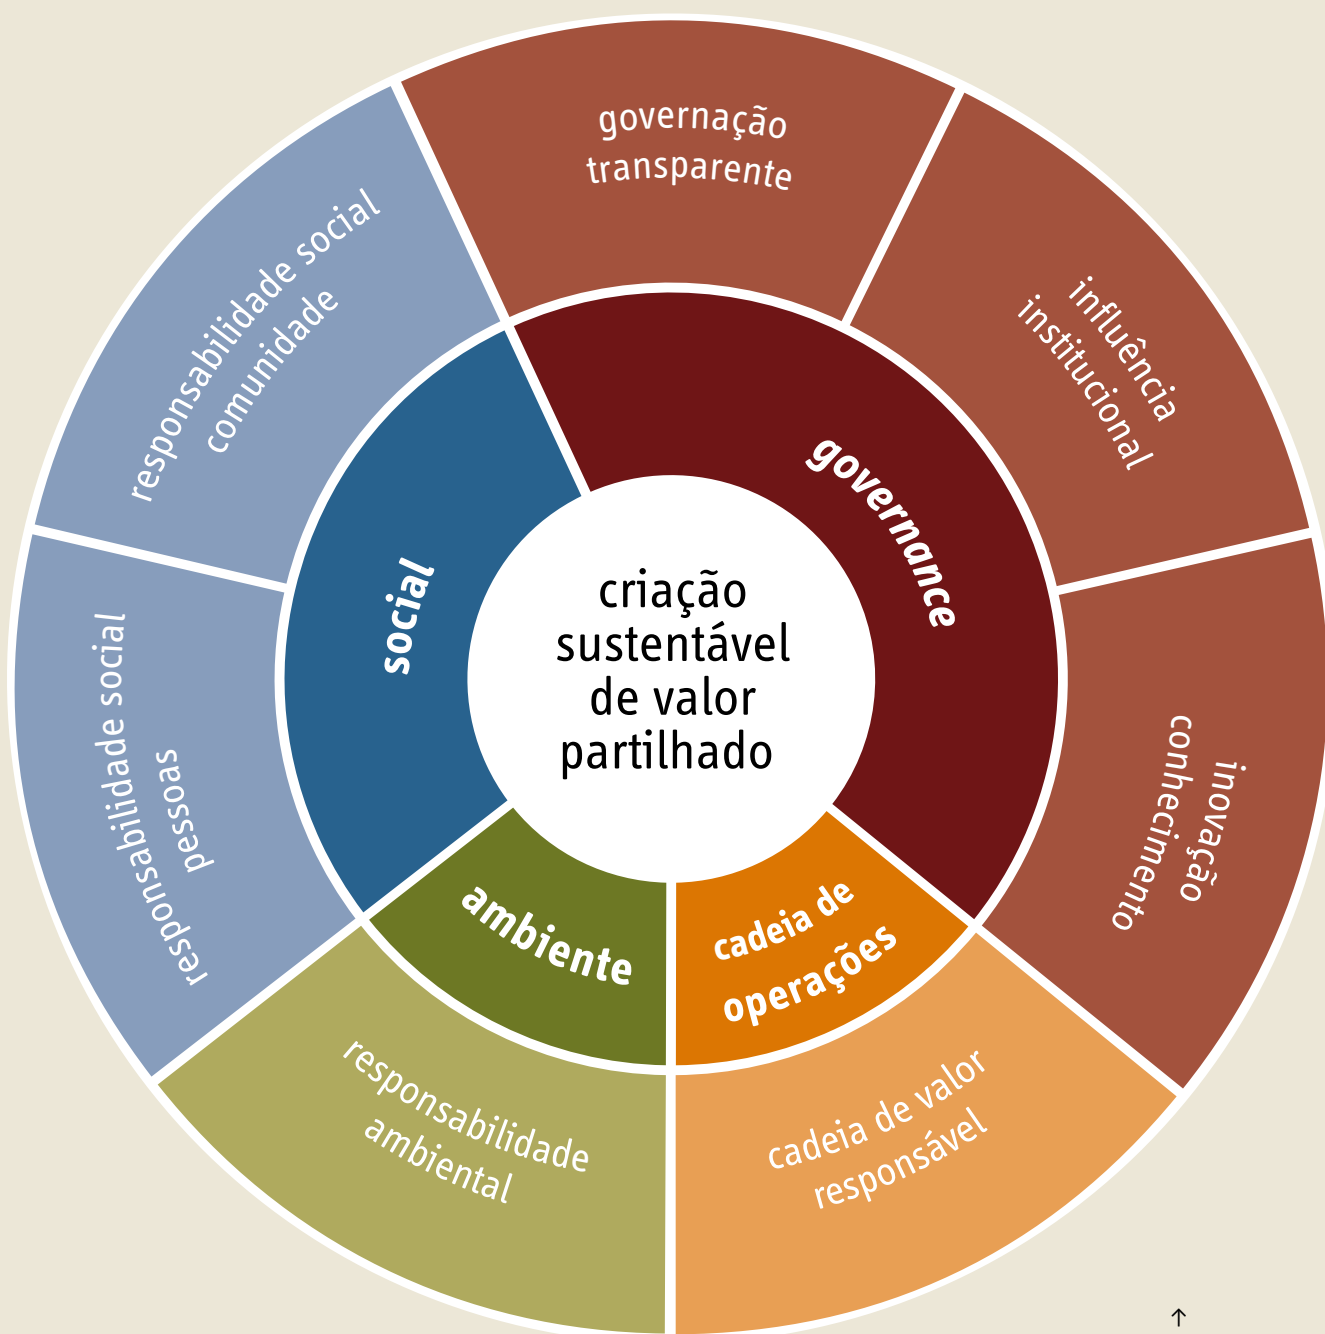 governação
transparente
influência
institucional
inovação
conhecimento
cadeia de valor
responsável
responsabilidade
ambiental
responsabilidade social
pessoas
responsabilidade social
comunidade
governance
cadeia de
operações
ambiente
social
criação
sustentável
de valor
partilhado
↑